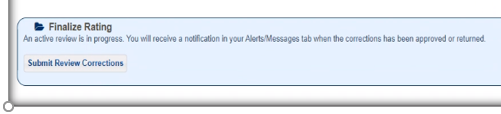 Finalize Rating
An active review is in progress. You will receive a notification in your Alerts/Messages tab when the corrections has been approved or returned.
Submit Review Corrections